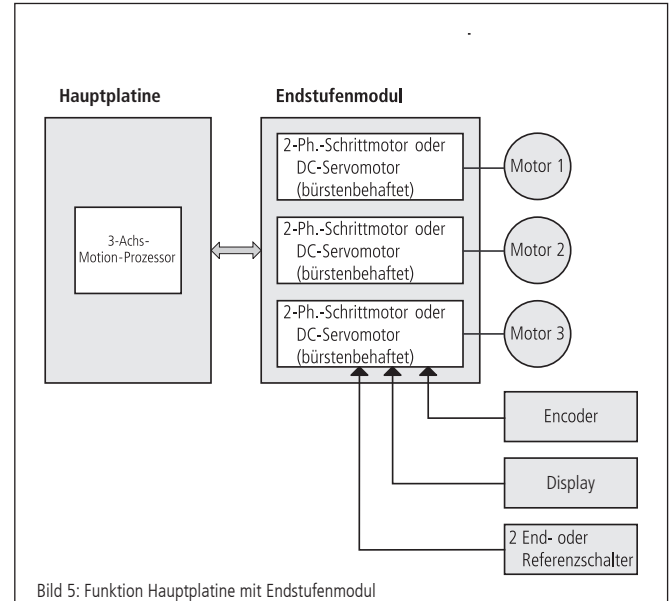 Hauptplatine
Endstufenmodul
3-Achs-
Motion-Prozessor
2-Ph.-Schrittmotor oder
DC-Servomotor
(bürstenbehaftet)
Motor 1
2-Ph.-Schrittmotor oder
DC-Servomotor
(bürstenbehaftet)
Motor 2
2-Ph.-Schrittmotor oder
DC-Servomotor
(bürstenbehaftet)
Motor 3
Encoder
Display
2 End- oder
Referenzschalter
Bild 5: Funktion Hauptplatine mit Endstufenmodul